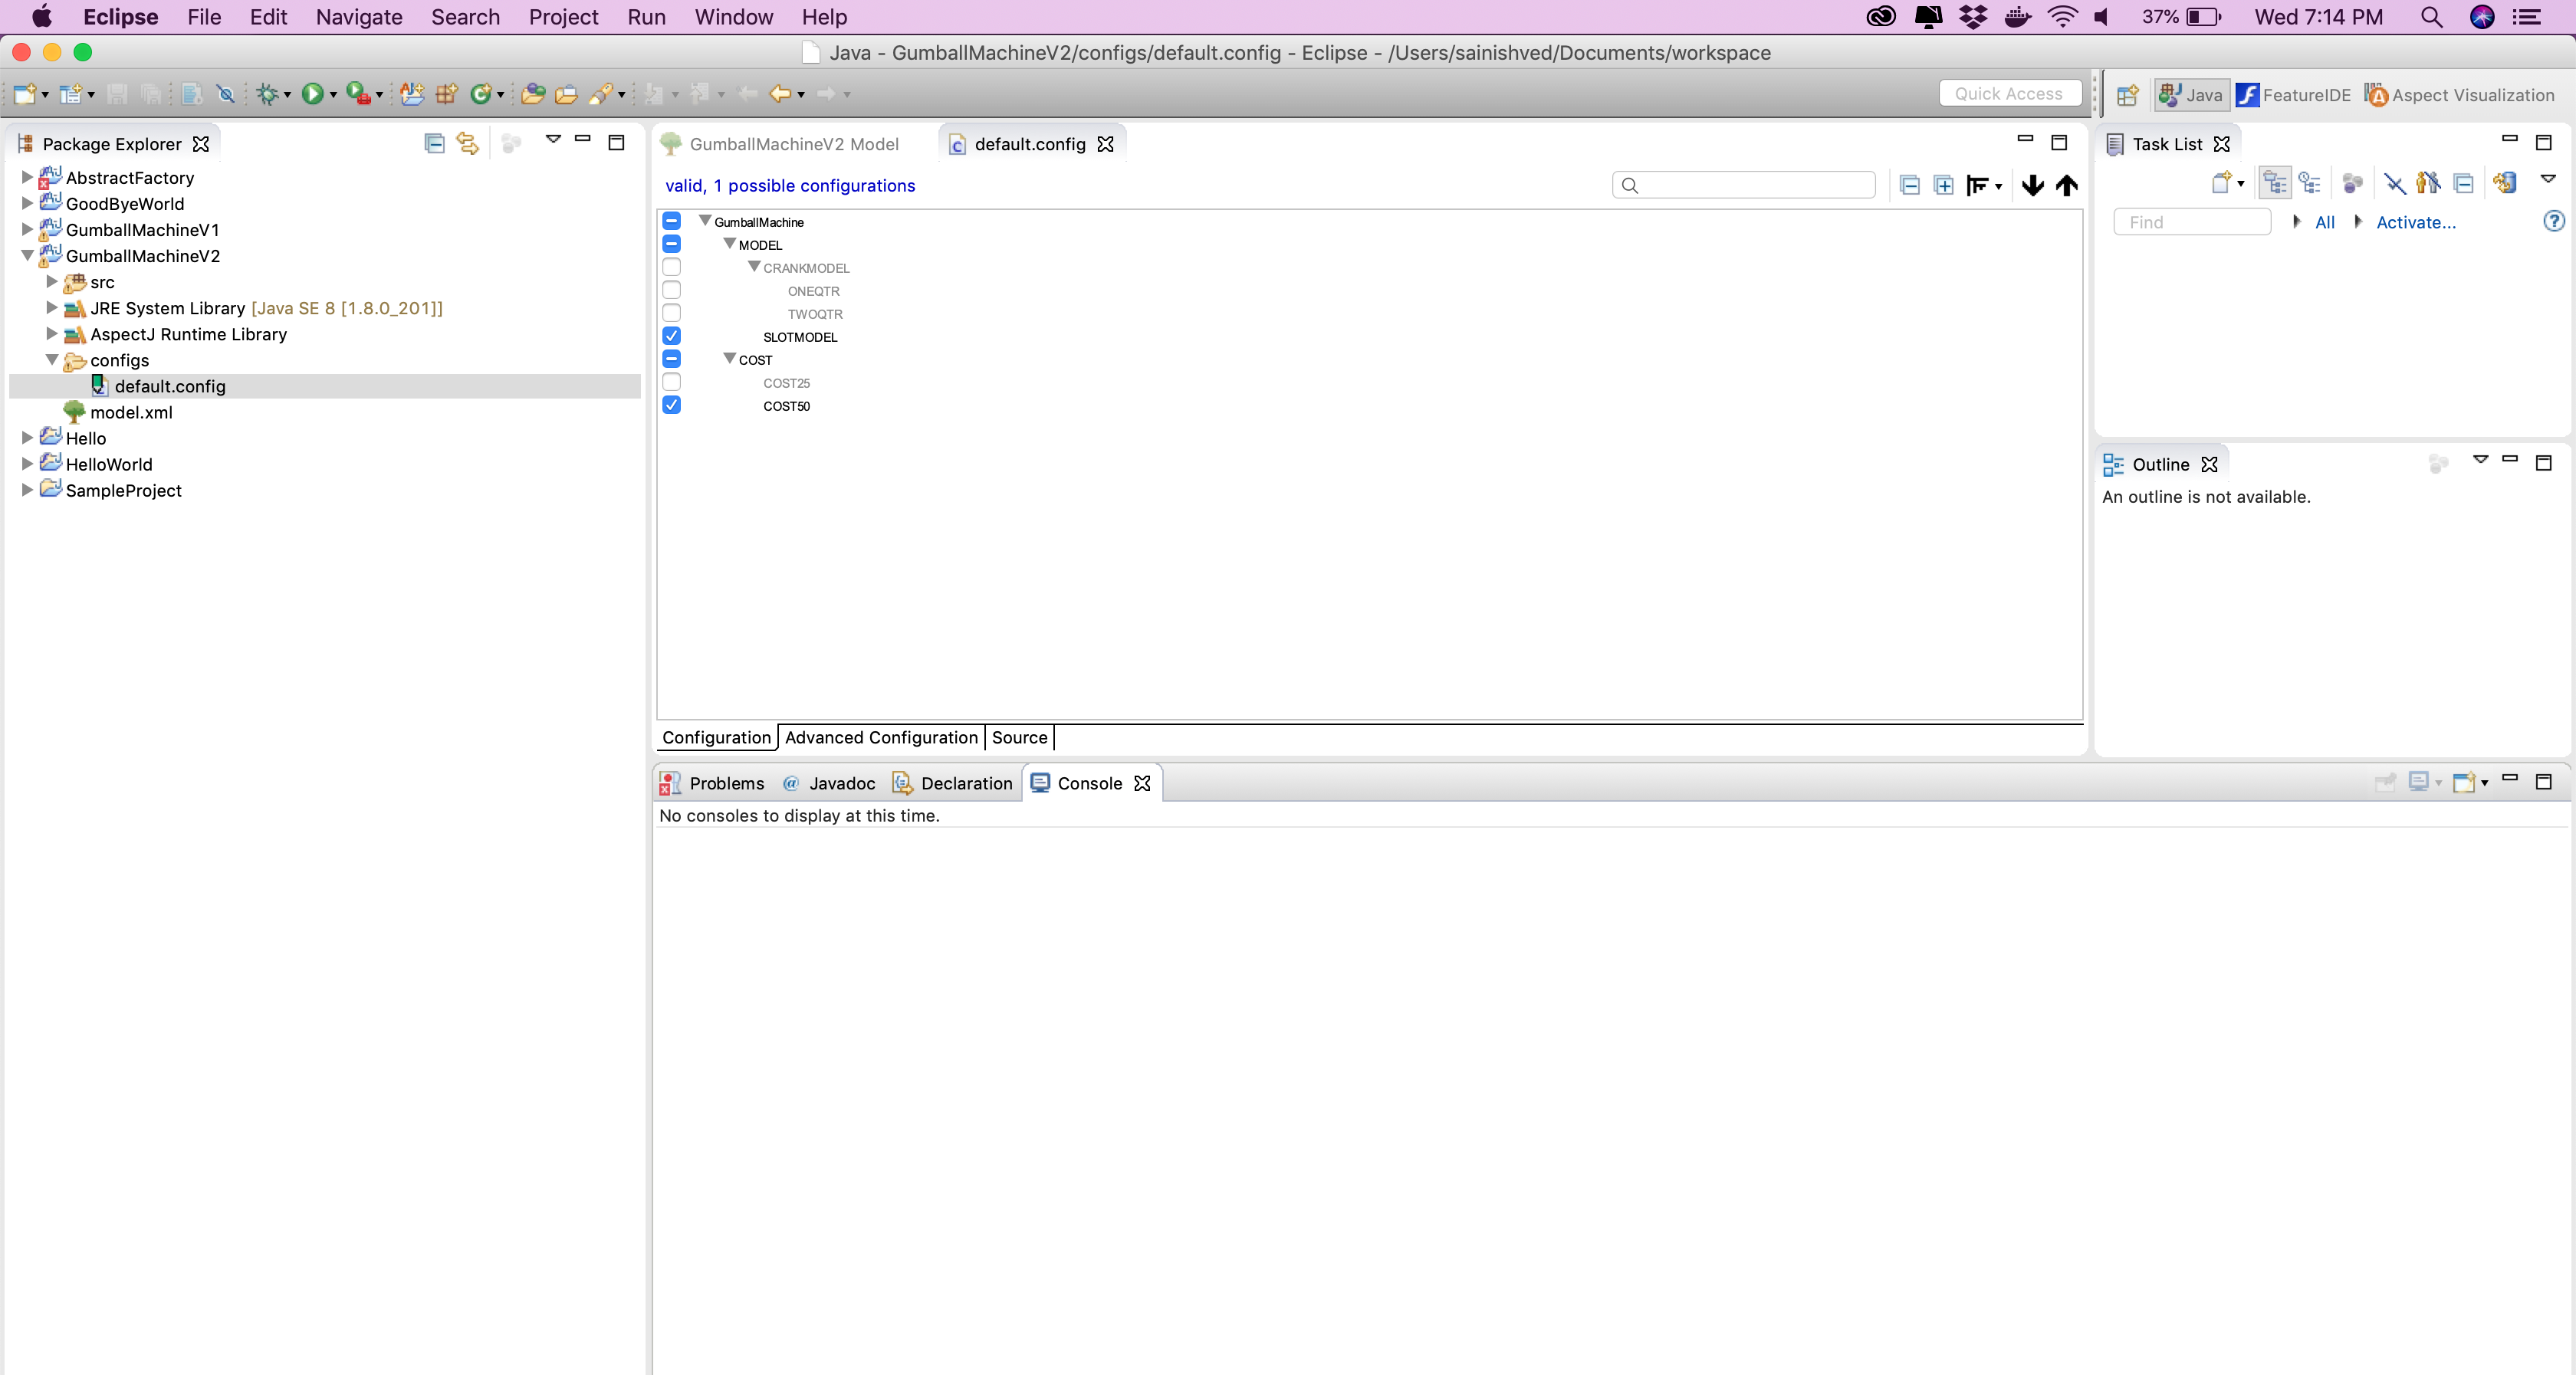 Eclipse File Edit Navigate Search Project Run Window Help 37% Wed 7:14 PM
Java - GumballMachineV2/configs/default.config - Eclipse - /Users/sainishved/Documents/workspace
Quick Access Java FeatureIDE Aspect Visualization
Package Explorer
AbstractFactory
GoodByeWorld
GumballMachineV1
GumballMachineV2
src
JRE System Library [Java SE 8 [1.8.0_201]]
AspectJ Runtime Library
configs
default.config
model.xml
Hello
HelloWorld
SampleProject
GumballMachineV2 Model default.config
valid, 1 possible configurations
GumballMachine
MODEL
CRANKMODEL
ONEQTR
TWOQTR
SLOTMODEL
COST
COST25
COST50
Configuration Advanced Configuration Source
Task List
Find All Activate...
Outline
An outline is not available.
Problems Javadoc Declaration Console
No consoles to display at this time.